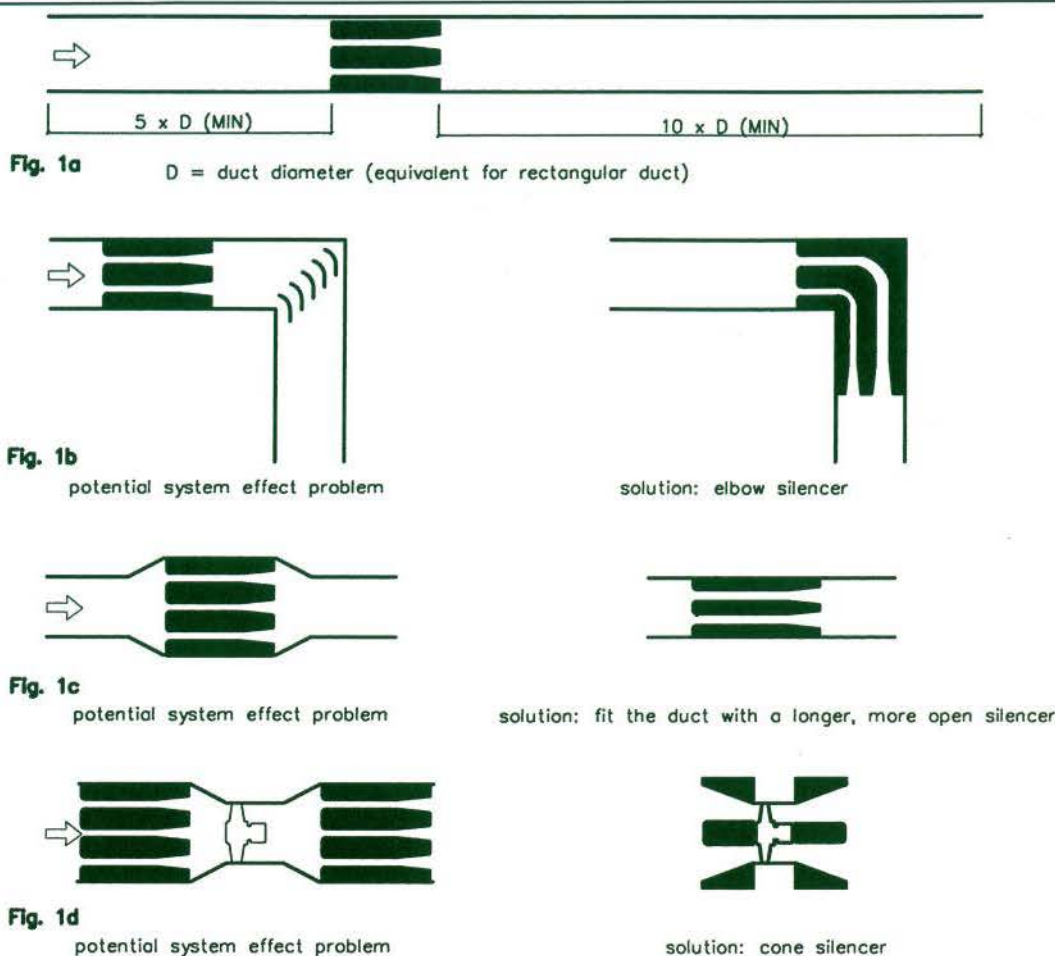 5 x D (MIN)
10 x D (MIN)
Fig. 1a
D = duct diameter (equivalent for rectangular duct)
Fig. 1b
potential system effect problem
solution: elbow silencer
Fig. 1c
potential system effect problem
solution: fit the duct with a longer, more open silencer
Fig. 1d
potential system effect problem
solution: cone silencer